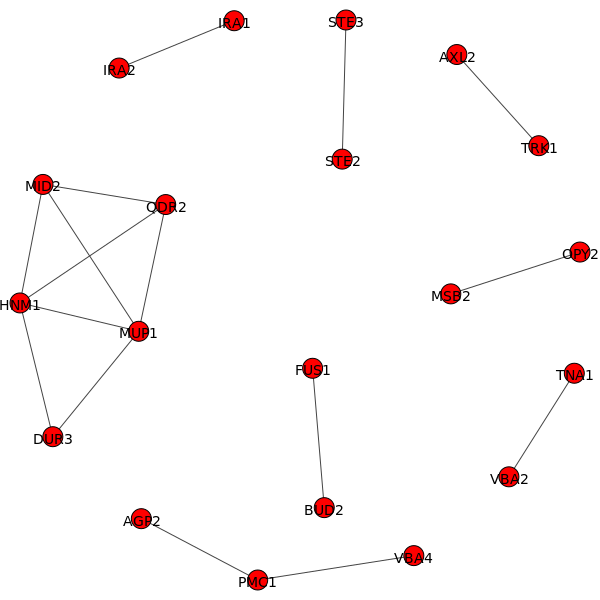 IRA1
STE3
AXL2
IRA2
TRK1
STE2
MID2
QDR2
OPY2
MSB2
HNM1
MUP1
FUS1
TNA1
DUR3
VBA2
BUD2
AGP2
VBA4
PMC1